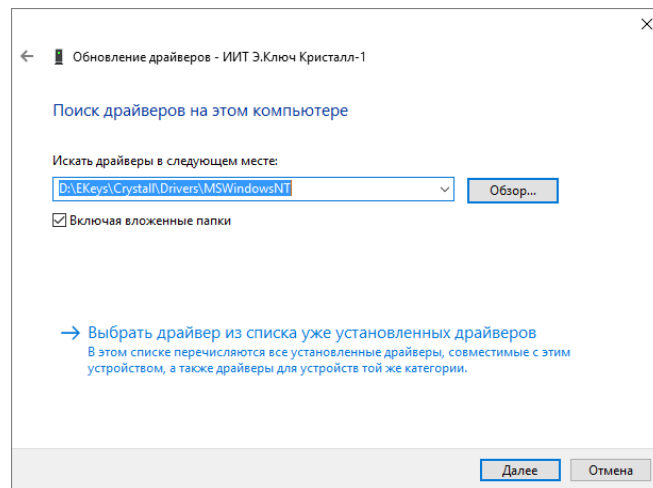 Обновление драйверов - ИИТ Э.Ключ Кристалл-1
Поиск драйверов на этом компьютере
Искать драйверы в следующем месте:
D:\EKeys\Crystall\Drivers\MSWindowsNT
Обзор...
Включая вложенные папки
Выбрать драйвер из списка уже установленных драйверов
В этом списке перечисляются все установленные драйверы, совместимые с этим
устройством, а также драйверы для устройств той же категории.
Далее
Отмена